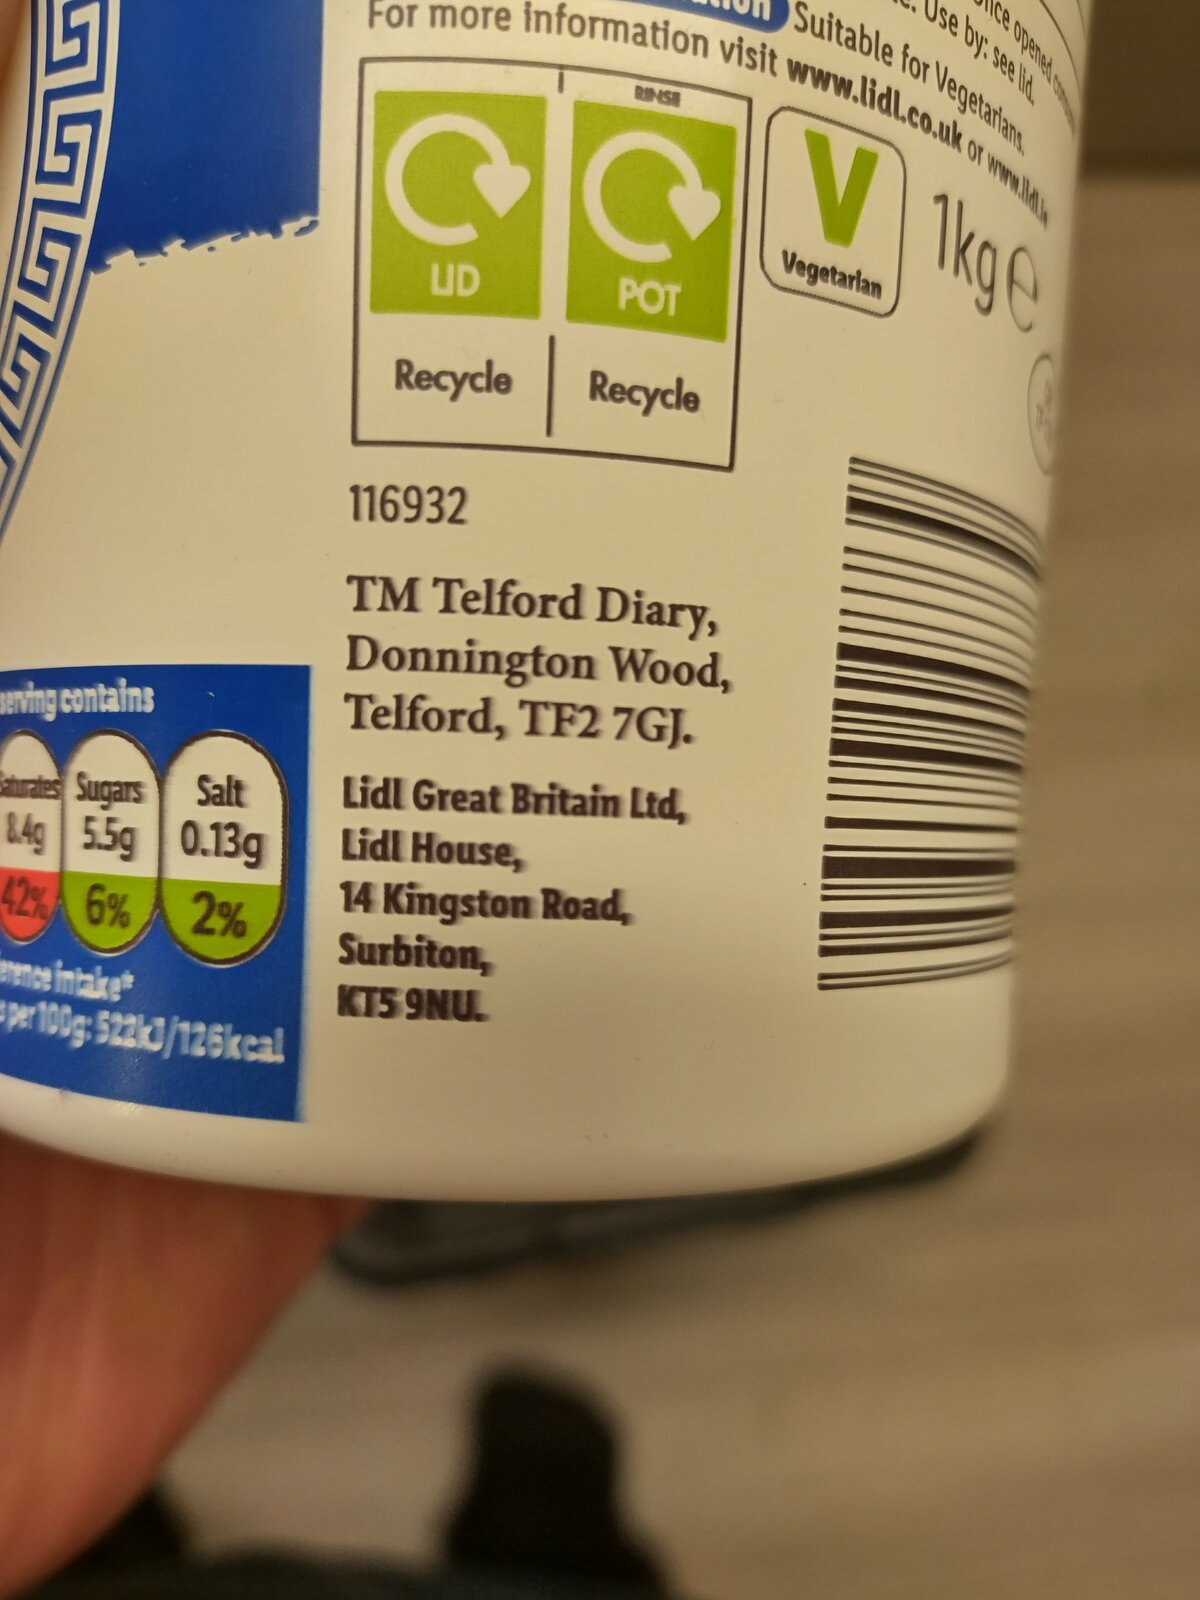 Once opened
Use by: see lid.
Suitable for Vegetarians.
For more information visit www.lidl.co.uk or www.lidl.ie
RINSE
LID
POT
Recycle
Recycle
V
Vegetarian
1kg e
116932
TM Telford Diary,
Donnington Wood,
Telford, TF2 7GJ.
Lidl Great Britain Ltd,
Lidl House,
14 Kingston Road,
Surbiton,
KT5 9NU.
serving contains
Saturates Sugars Salt
8.4g 5.5g 0.13g
42% 6% 2%
intake*
per 100g: 522kJ/126kcal